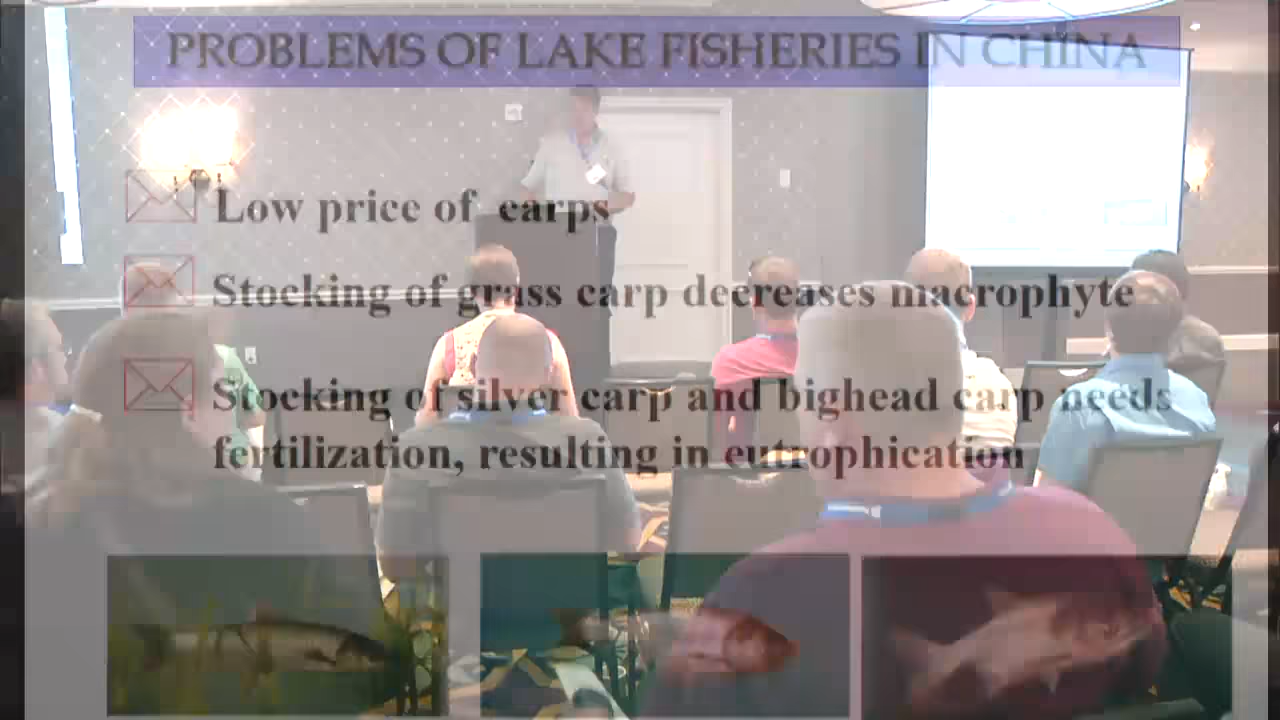 PROBLEMS OF LAKE FISHERIES IN CHINA
Low price of carps
Stocking of grass carp decreases macrophyte
Stocking of silver carp and bighead carp needs
fertilization, resulting in eutrophication